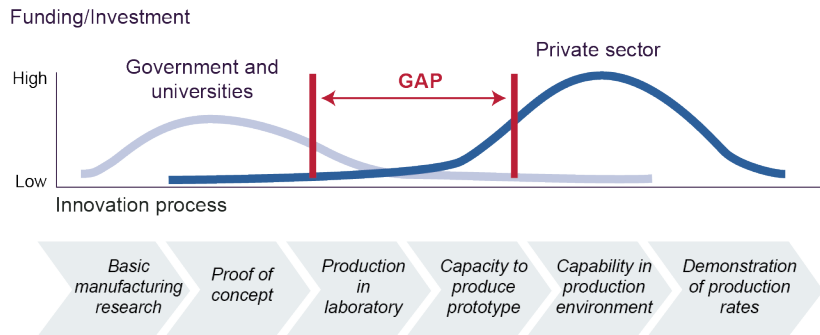 Funding/Investment
Government and
universities
GAP
Private sector
High
Low
Innovation process
Basic
manufacturing
research
Proof of
concept
Production
in
laboratory
Capacity to
produce
prototype
Capability in
production
environment
Demonstration
of production
rates